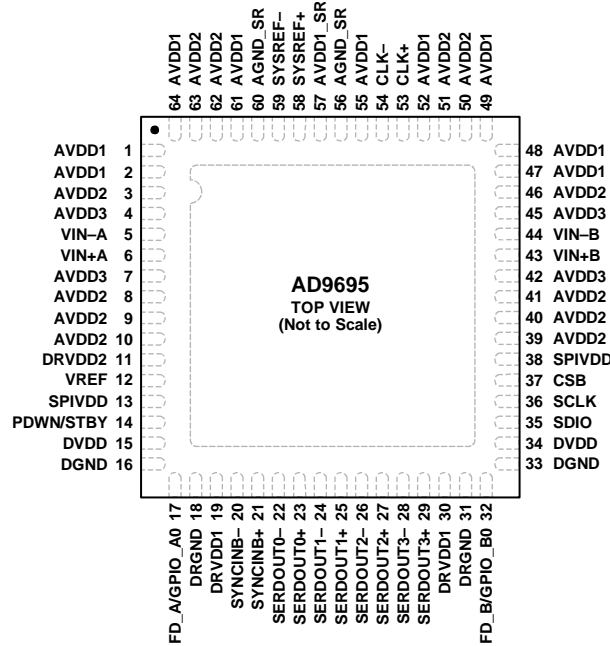 64 AVDD1
63 AVDD2
62 AVDD2
61 AVDD1
60 AGND_SR
59 SYSREF–
58 SYSREF+
57 AVDD1_SR
56 AGND_SR
55 AVDD1
54 CLK–
53 CLK+
52 AVDD1
51 AVDD2
50 AVDD2
49 AVDD1
AVDD1 1
AVDD1 2
AVDD2 3
AVDD3 4
VIN–A 5
VIN+A 6
AVDD3 7
AVDD2 8
AVDD2 9
AVDD2 10
DRVDD2 11
VREF 12
SPIVDD 13
PDWN/STBY 14
DVDD 15
DGND 16
AD9695
TOP VIEW
(Not to Scale)
48 AVDD1
47 AVDD1
46 AVDD2
45 AVDD3
44 VIN–B
43 VIN+B
42 AVDD3
41 AVDD2
40 AVDD2
39 AVDD2
38 SPIVDD
37 CSB
36 SCLK
35 SDIO
34 DVDD
33 DGND
FD_A/GPIO_A0 17
DRGND 18
DRVDD1 19
SYNCINB– 20
SYNCINB+ 21
SERDOUT0– 22
SERDOUT0+ 23
SERDOUT1– 24
SERDOUT1+ 25
SERDOUT2– 26
SERDOUT2+ 27
SERDOUT3– 28
SERDOUT3+ 29
DRVDD1 30
DRGND 31
FD_B/GPIO_B0 32